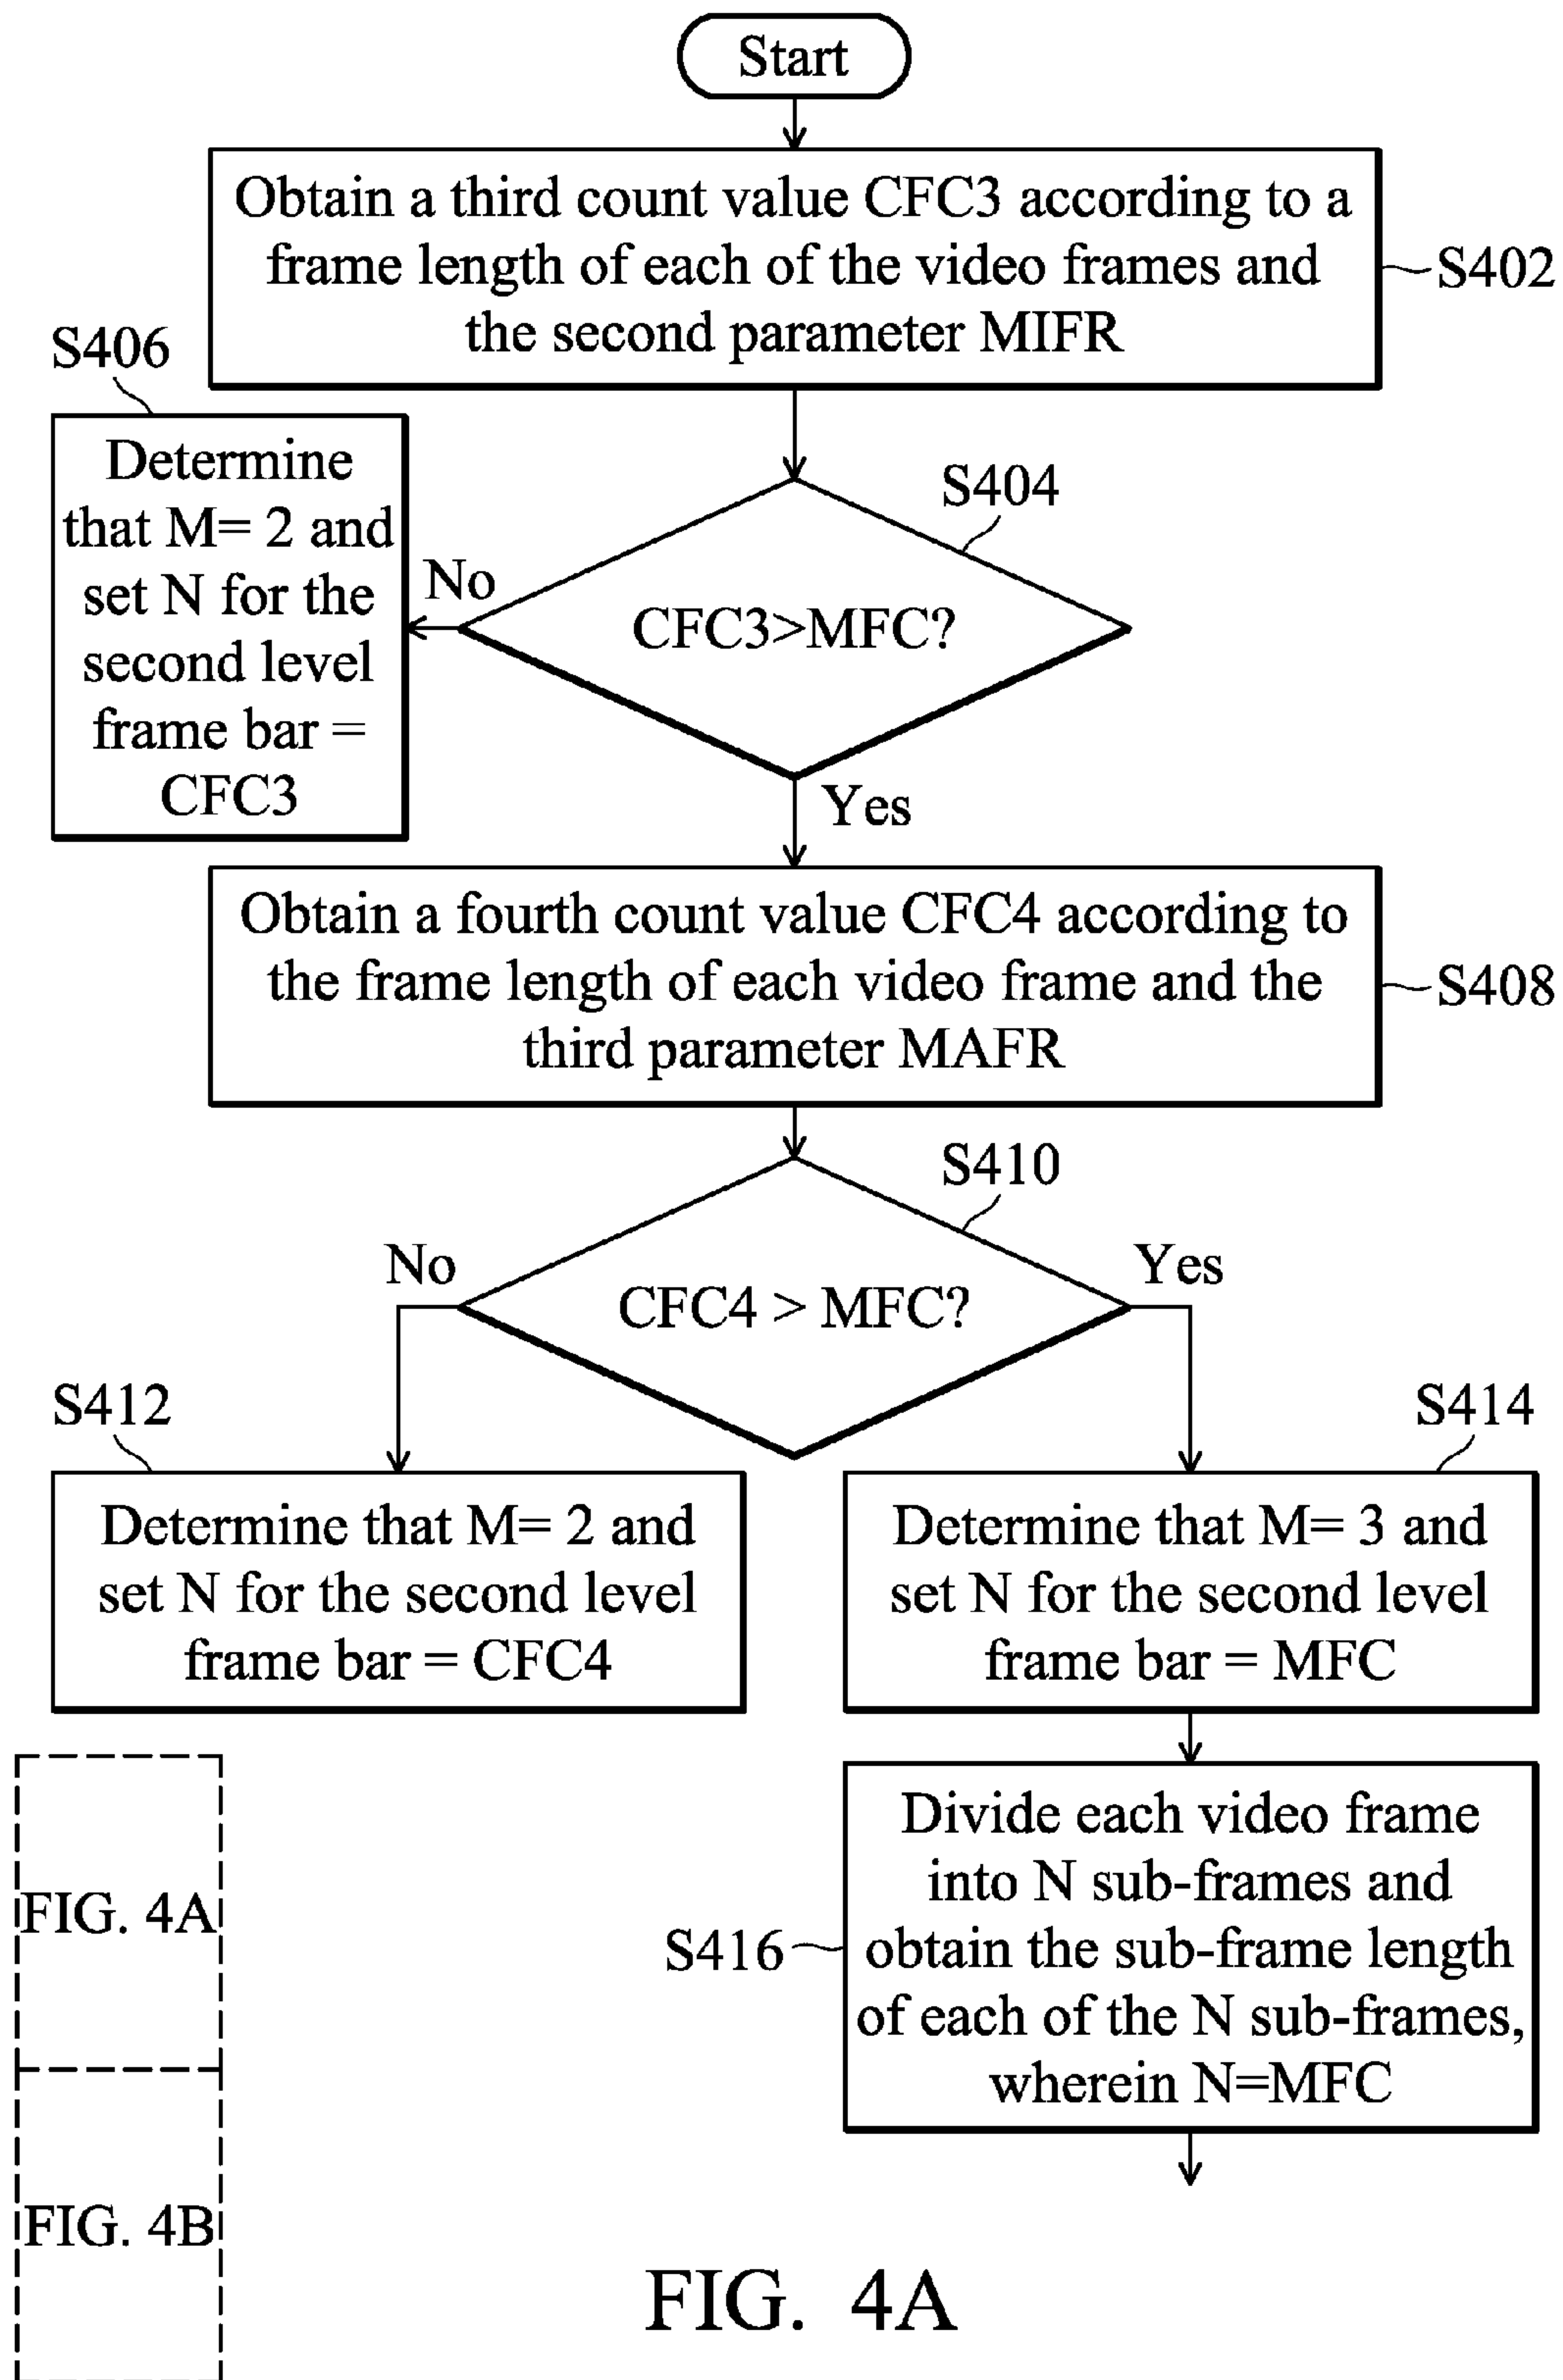 Start
Obtain a third count value CFC3 according to a
frame length of each of the video frames and
the second parameter MIFR
S402
S406
Determine
that M= 2 and
set N for the
second level
frame bar =
CFC3
S404
No
CFC3>MFC?
Yes
Obtain a fourth count value CFC4 according to
the frame length of each video frame and the
third parameter MAFR
S408
S410
No
CFC4 > MFC?
Yes
S412
Determine that M= 2 and
set N for the second level
frame bar = CFC4
S414
Determine that M= 3 and
set N for the second level
frame bar = MFC
Divide each video frame
into N sub-frames and
obtain the sub-frame length
of each of the N sub-frames,
wherein N=MFC
S416
FIG. 4A
FIG. 4B
FIG. 4A